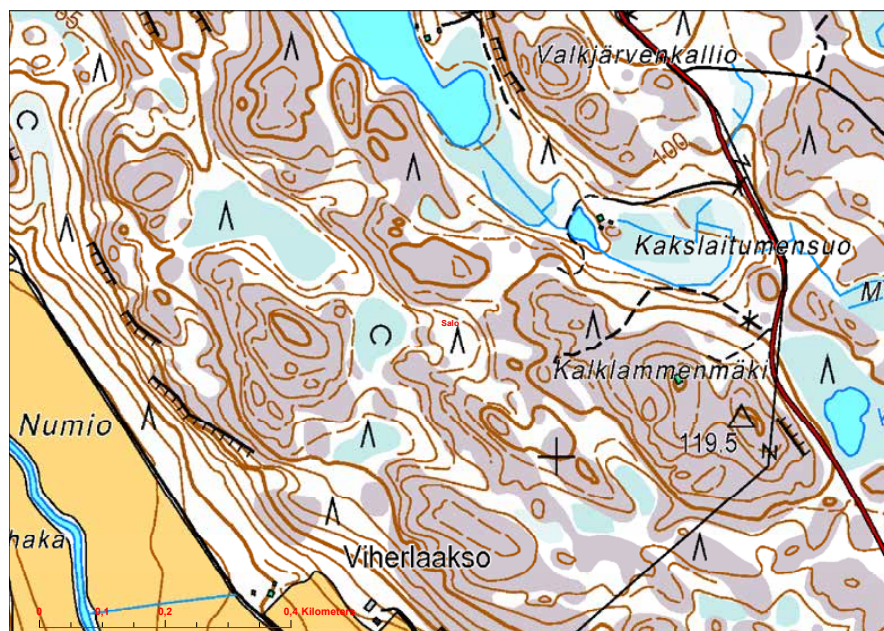 Valkjärvenkallio
100
Kakslaitumensuo
M
Salo
Kalklammenmäki
Numio
119.5
haka
Viherlaakso
0 0,1 0,2 0,4 Kilometers